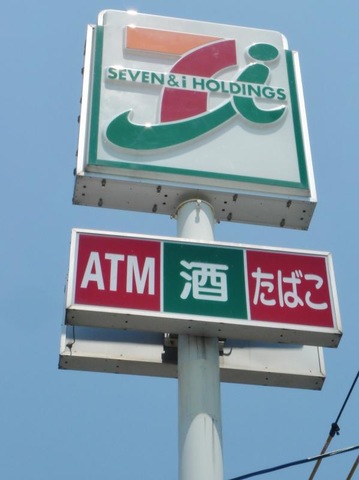 SEVEN & i HOLDINGS
ATM 酒 たばこ